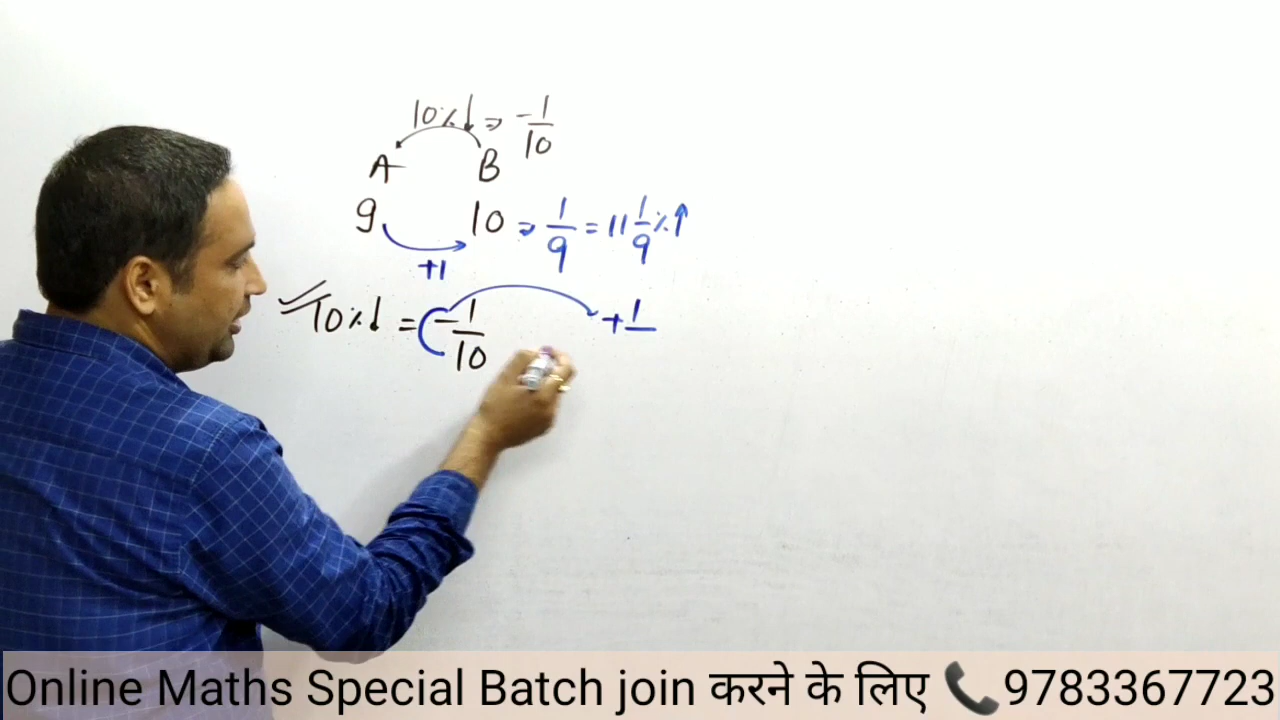 10%↓ ⇒ -1/10
A B
9 10 ⇒ 1/9 = 11 1/9 %↑
+1
10%↓ = -1/10 +1
Online Maths Special Batch join करने के लिए 📞9783367723